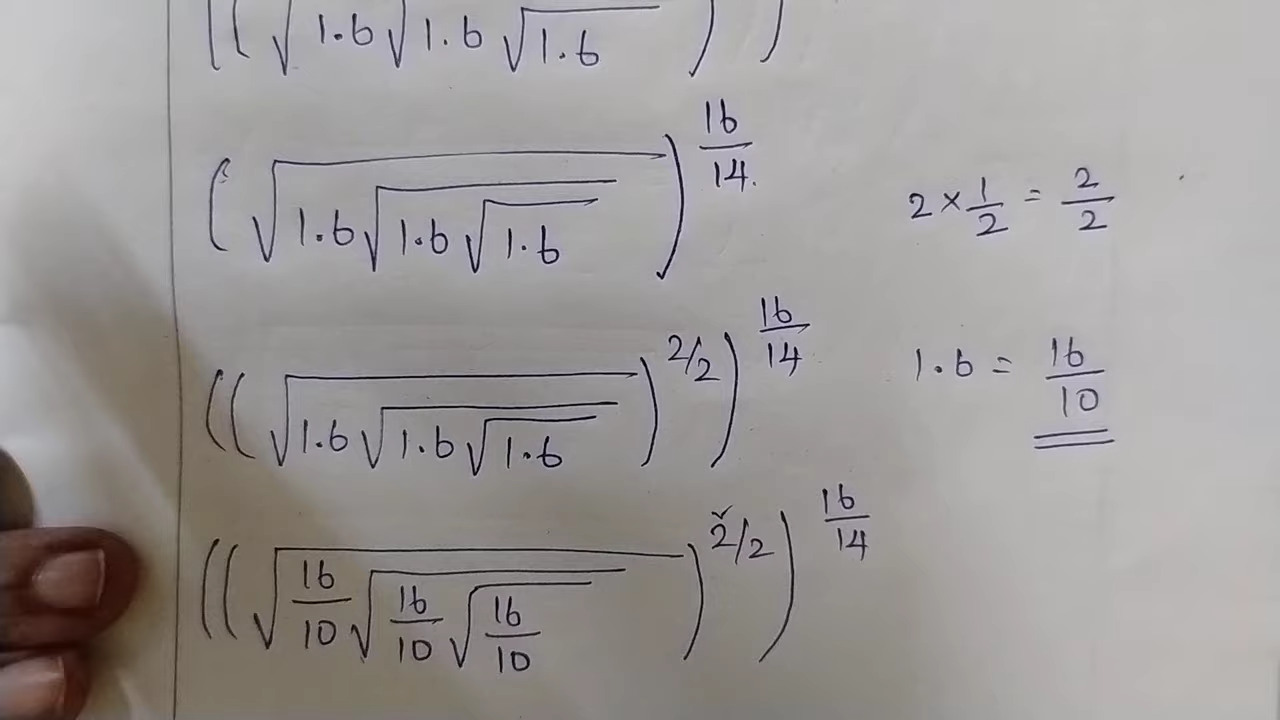 ((√1.6√1.6√1.6))
(√1.6√1.6√1.6)^16/14.
2 × 1/2 = 2/2
((√1.6√1.6√1.6)^2/2)^16/14
1.6 = 16/10
((√16/10√16/10√16/10)^2/2)^16/14